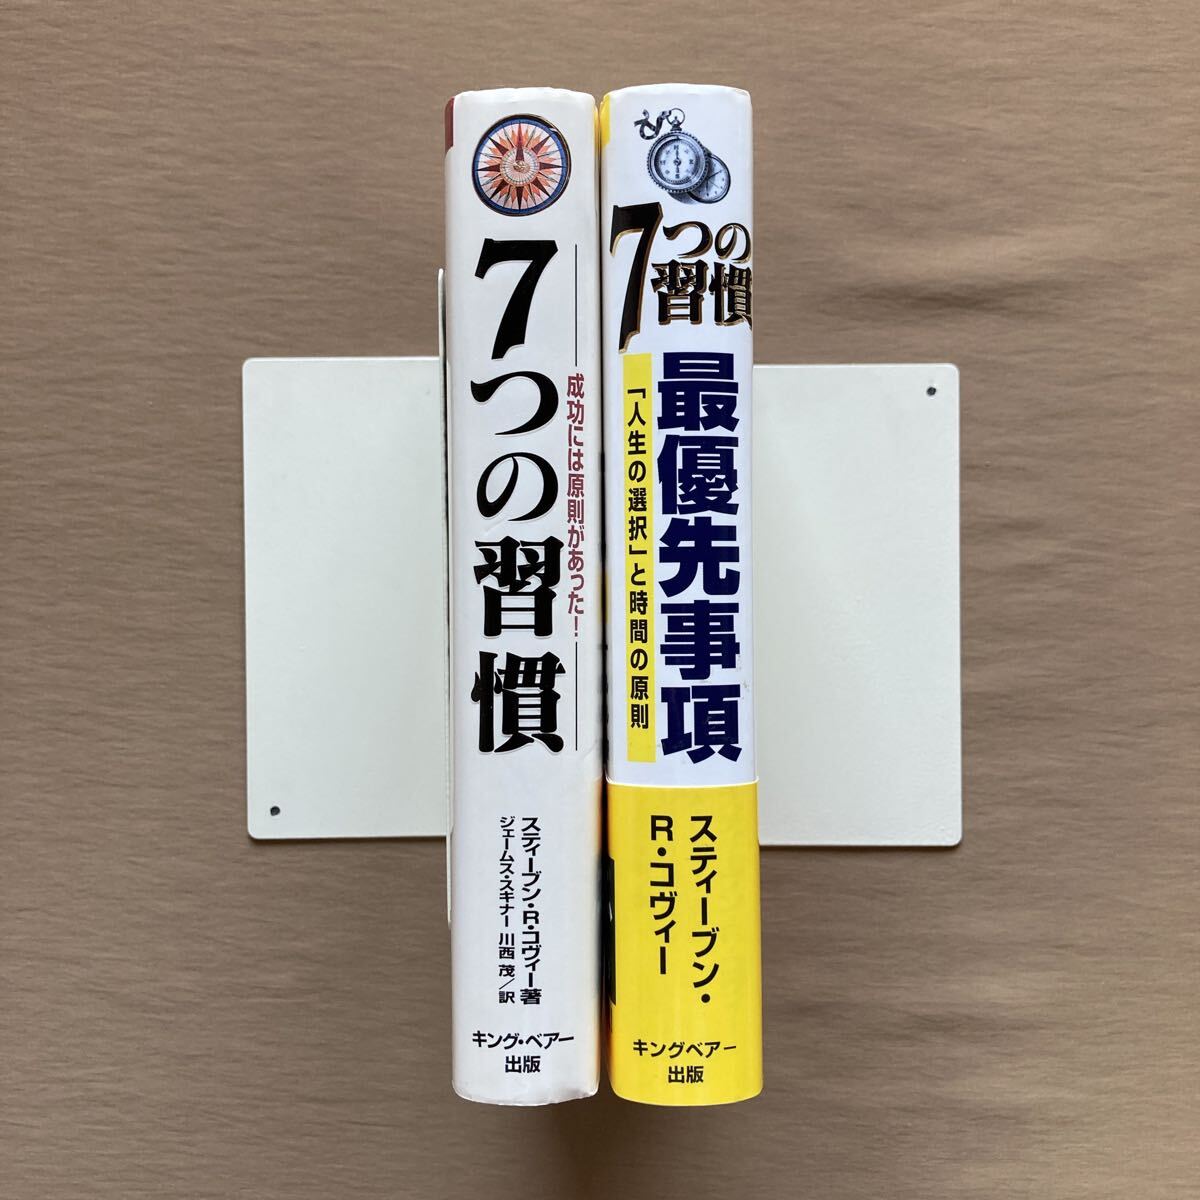 7つの習慣
成功には原則があった!
スティーブン・R・コヴィー著
ジェームス・スキナー 川西 茂/訳
キング・ベアー
出版
7つの
習慣
最優先事項
「人生の選択」と時間の原則
スティーブン・
R・コヴィー
キングベアー
出版